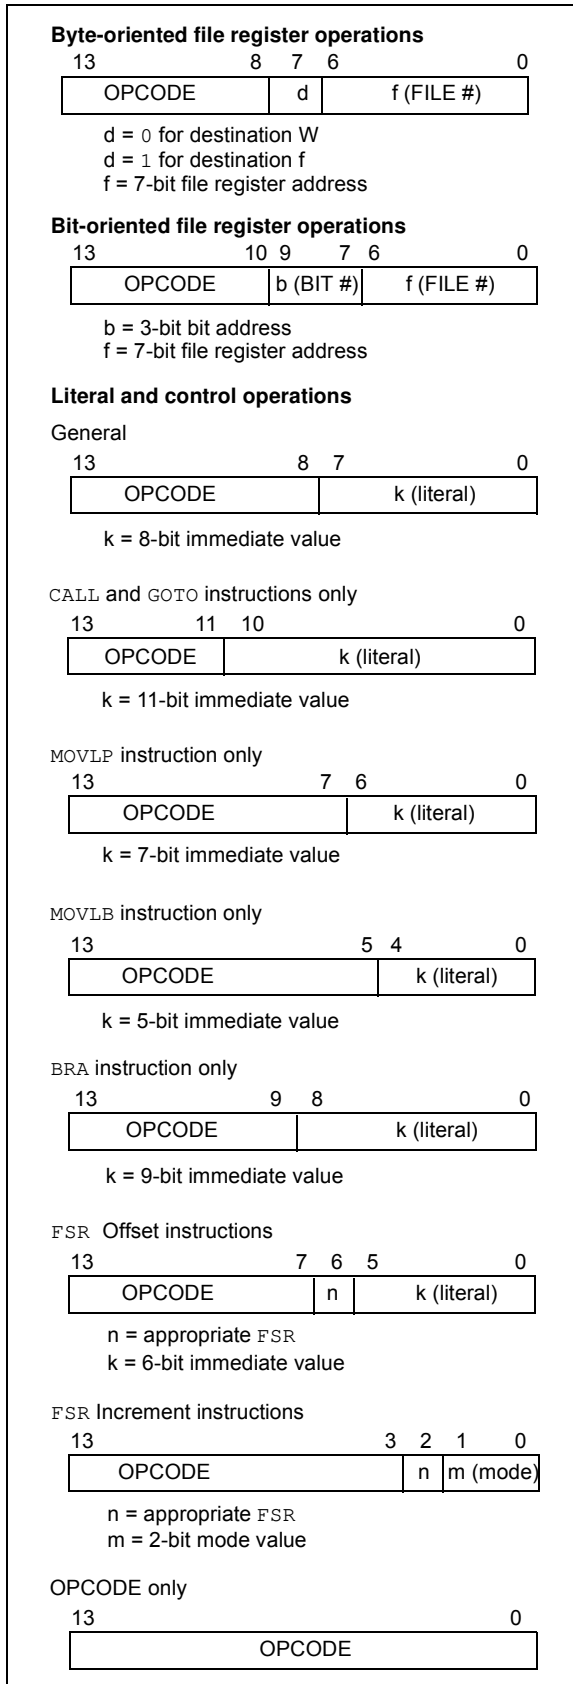 Byte-oriented file register operations
13 8 7 6 0
OPCODE d f (FILE #)
d = 0 for destination W
d = 1 for destination f
f = 7-bit file register address
Bit-oriented file register operations
13 10 9 7 6 0
OPCODE b (BIT #) f (FILE #)
b = 3-bit bit address
f = 7-bit file register address
Literal and control operations
General
13 8 7 0
OPCODE k (literal)
k = 8-bit immediate value
CALL and GOTO instructions only
13 11 10 0
OPCODE k (literal)
k = 11-bit immediate value
MOVLP instruction only
13 7 6 0
OPCODE k (literal)
k = 7-bit immediate value
MOVLB instruction only
13 5 4 0
OPCODE k (literal)
k = 5-bit immediate value
BRA instruction only
13 9 8 0
OPCODE k (literal)
k = 9-bit immediate value
FSR Offset instructions
13 7 6 5 0
OPCODE n k (literal)
n = appropriate FSR
k = 6-bit immediate value
FSR Increment instructions
13 3 2 1 0
OPCODE n m (mode)
n = appropriate FSR
m = 2-bit mode value
OPCODE only
13 0
OPCODE